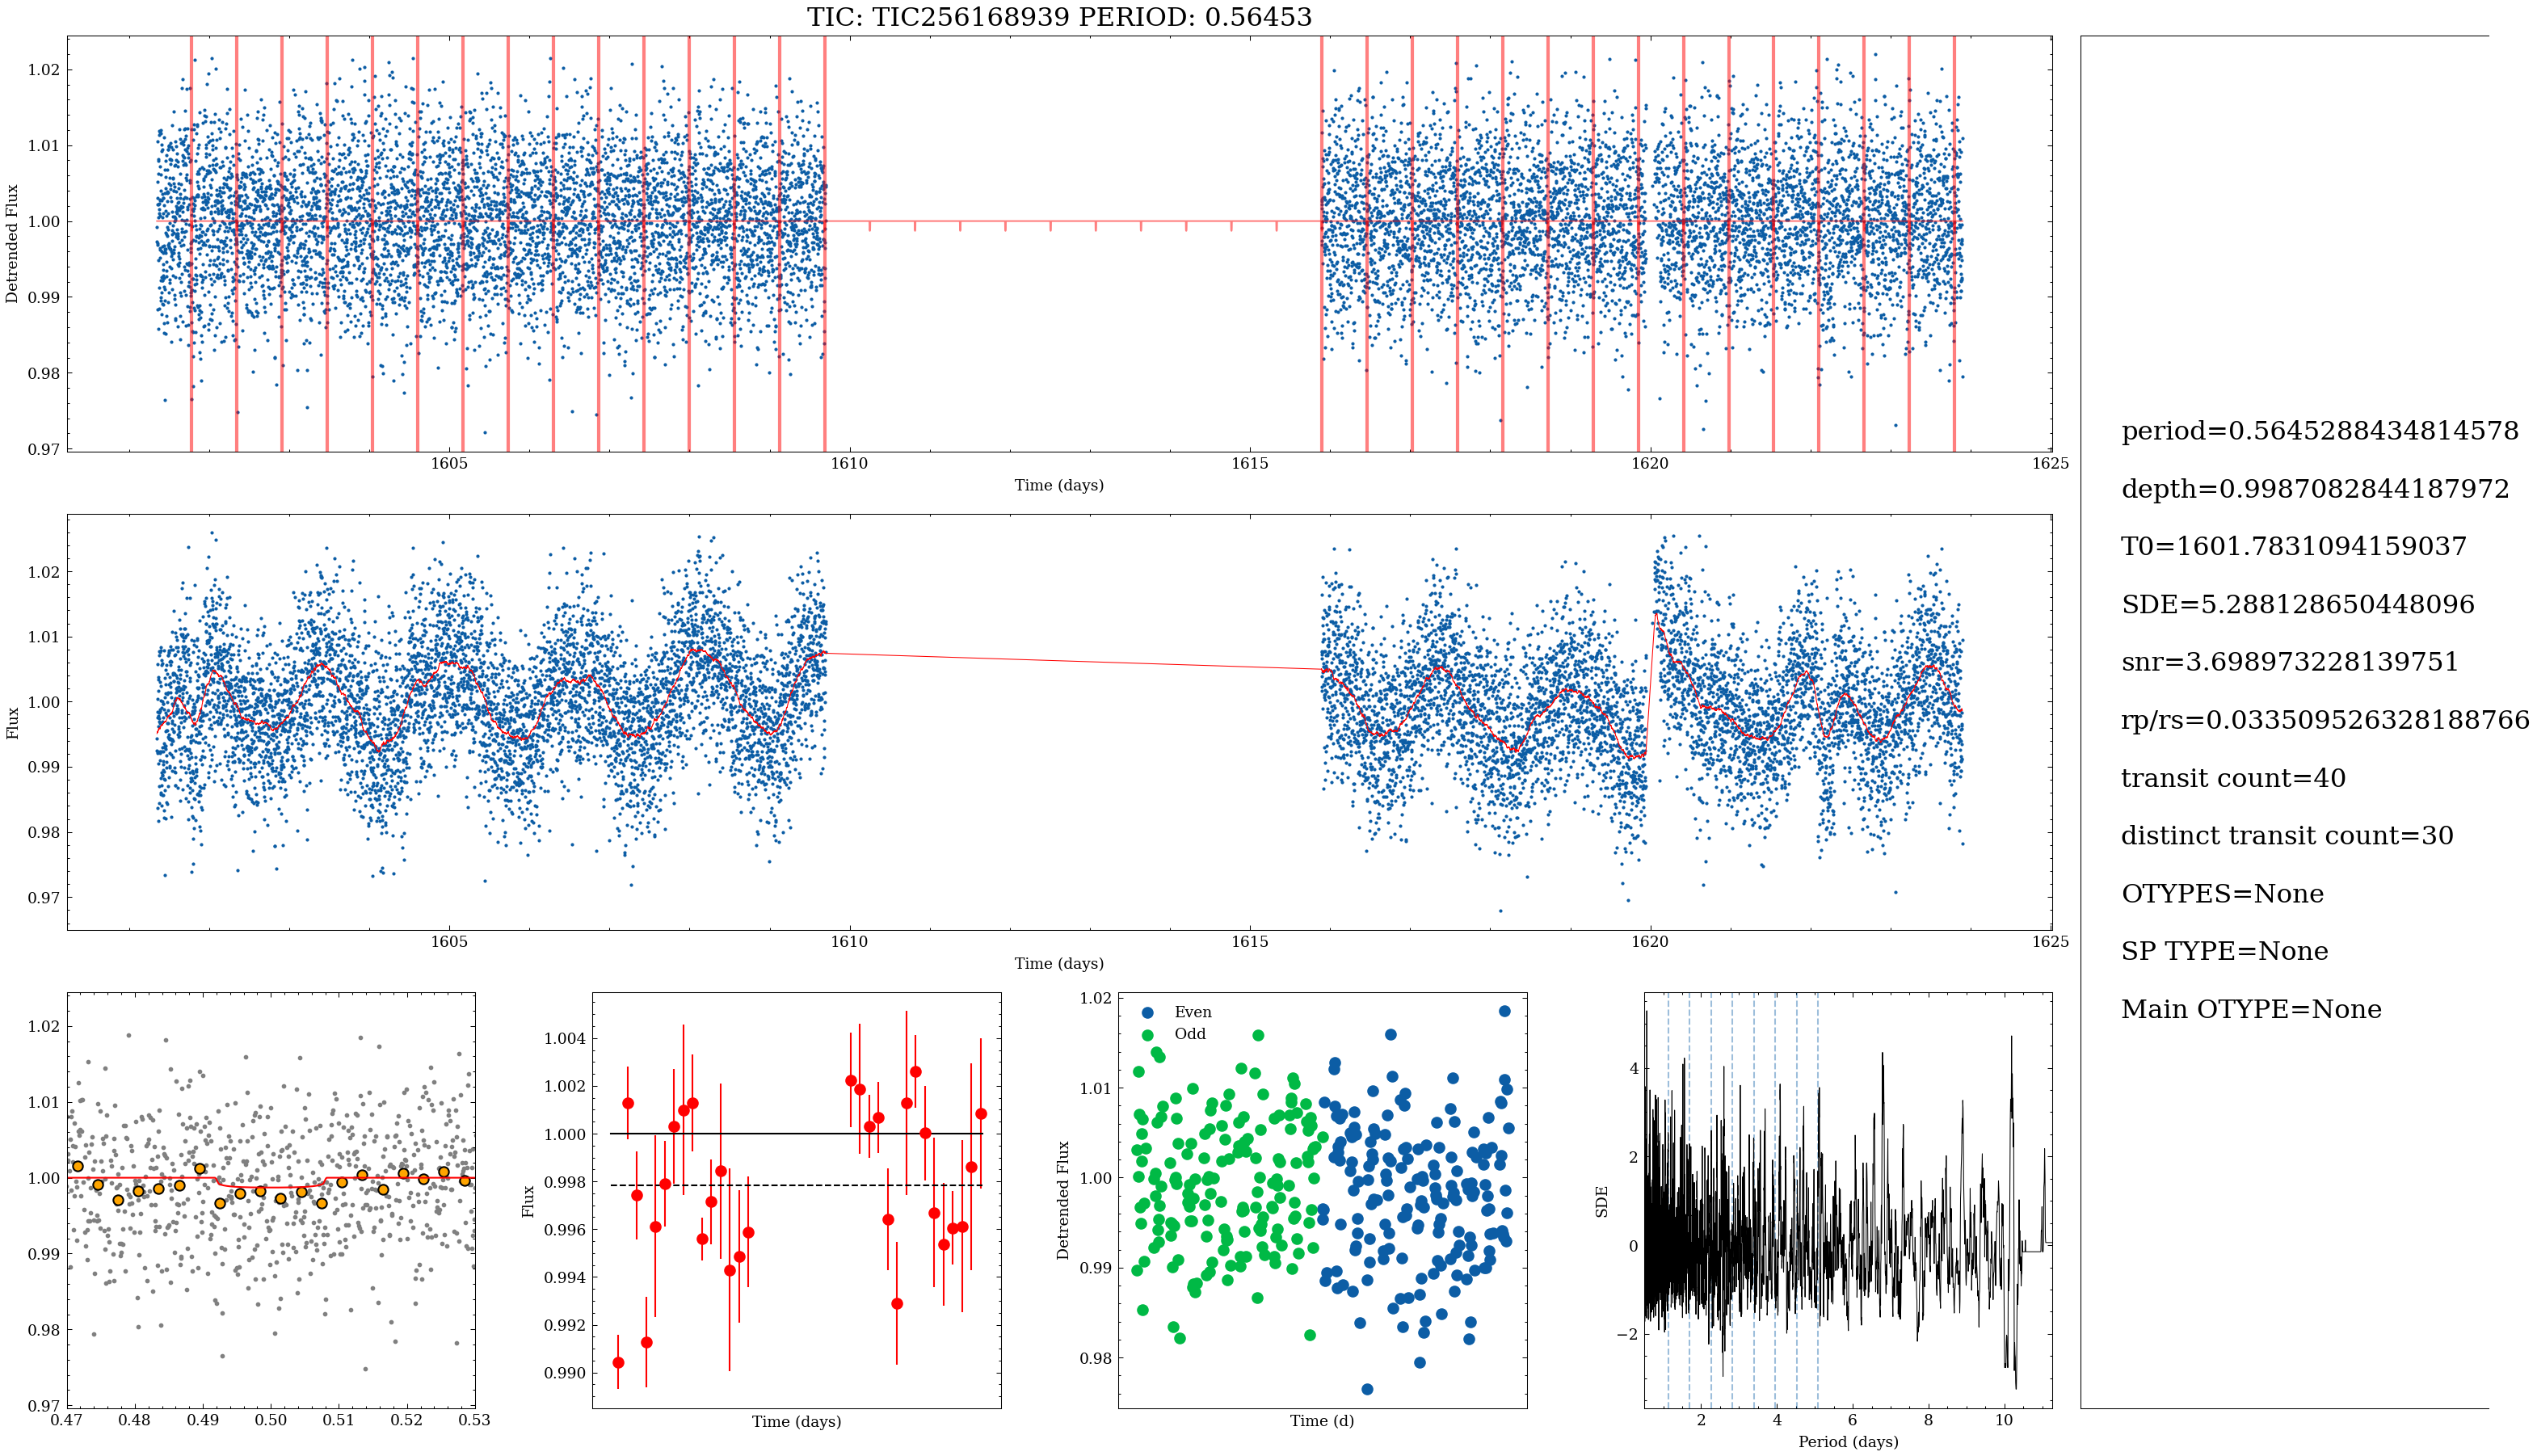 TIC: TIC256168939 PERIOD: 0.56453
1.02
1.01
1.00
0.99
0.98
0.97
Detrended Flux
1605
1610
1615
1620
1625
Time (days)
1.02
1.01
1.00
0.99
0.98
0.97
Flux
1605
1610
1615
1620
1625
Time (days)
1.02
1.01
1.00
0.99
0.98
0.97
0.47
0.48
0.49
0.50
0.51
0.52
0.53
1.004
1.002
1.000
0.998
0.996
0.994
0.992
0.990
Flux
Time (days)
1.02
1.01
1.00
0.99
0.98
Detrended Flux
Even
Odd
Time (d)
4
2
0
−2
SDE
2
4
6
8
10
Period (days)
period=0.5645288434814578
depth=0.9987082844187972
T0=1601.7831094159037
SDE=5.288128650448096
snr=3.698973228139751
rp/rs=0.033509526328188766
transit count=40
distinct transit count=30
OTYPES=None
SP TYPE=None
Main OTYPE=None